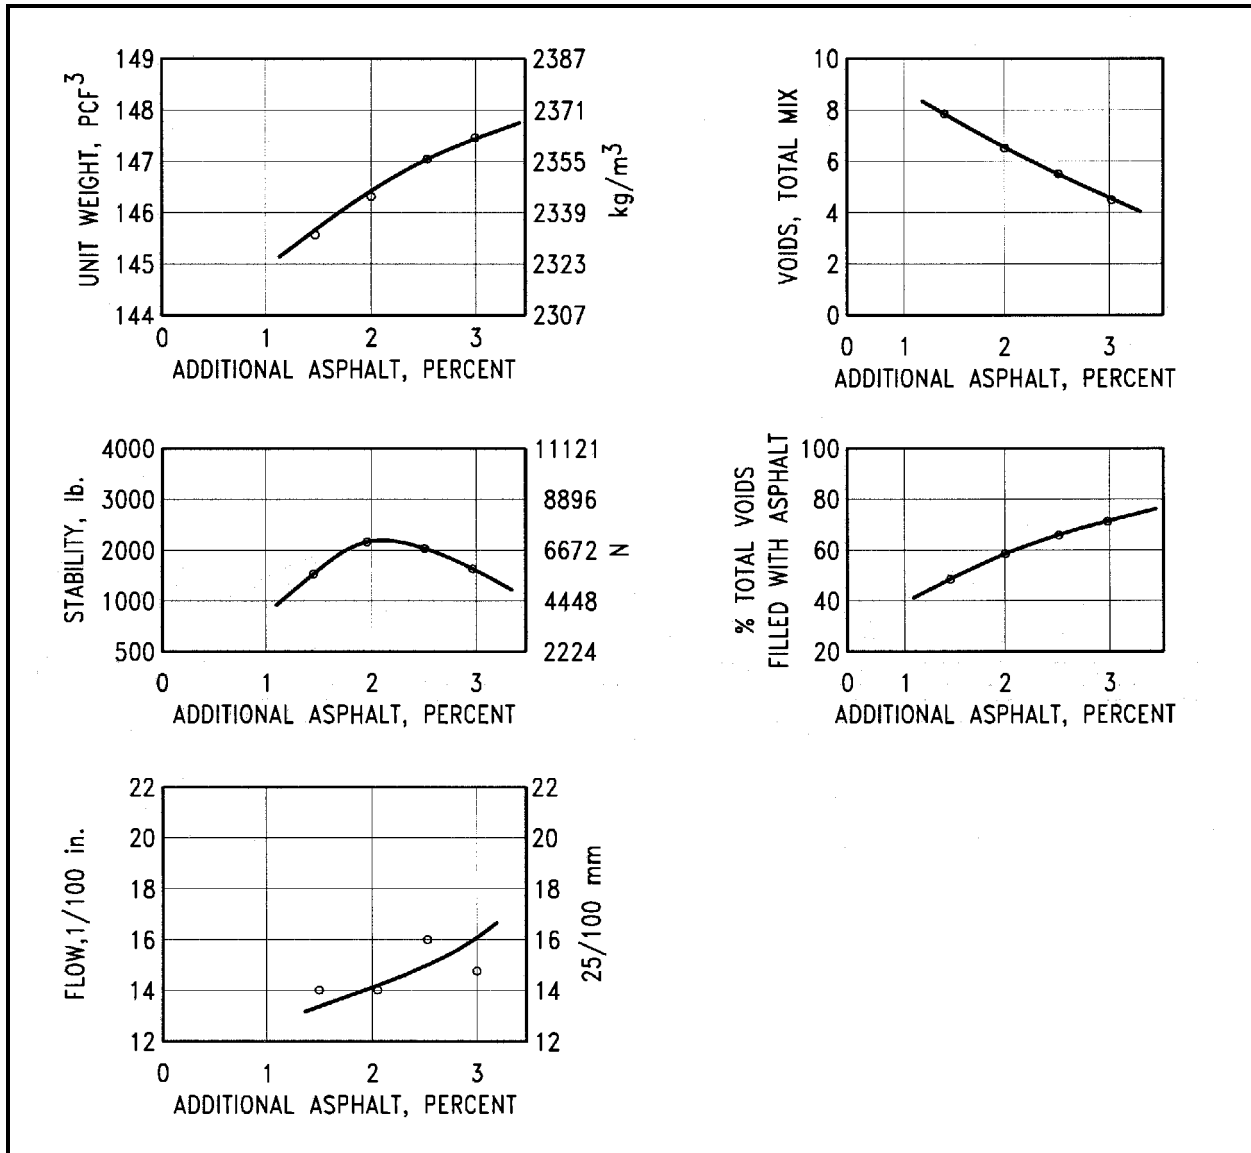 UNIT WEIGHT, PCF³
149
148
147
146
145
144
2387
2371
2355
2339
2323
2307
kg/m³
0 1 2 3
ADDITIONAL ASPHALT, PERCENT
VOIDS, TOTAL MIX
10
8
6
4
2
0
0 1 2 3
ADDITIONAL ASPHALT, PERCENT
STABILITY, lb.
4000
3000
2000
1000
500
11121
8896
6672
4448
2224
N
0 1 2 3
ADDITIONAL ASPHALT, PERCENT
% TOTAL VOIDS
FILLED WITH ASPHALT
100
80
60
40
20
0 1 2 3
ADDITIONAL ASPHALT, PERCENT
FLOW,1/100 in.
22
20
18
16
14
12
22
20
18
16
14
12
25/100 mm
0 1 2 3
ADDITIONAL ASPHALT, PERCENT